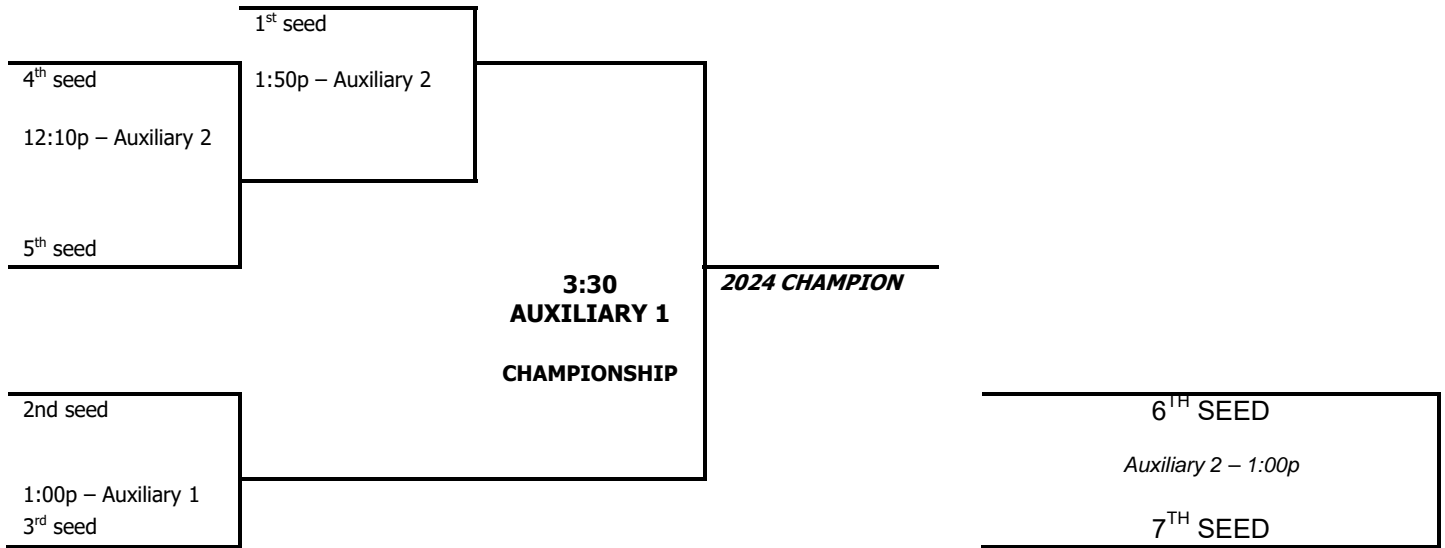 1st seed
4th seed
1:50p – Auxiliary 2
12:10p – Auxiliary 2
5th seed
3:30
AUXILIARY 1
2024 CHAMPION
CHAMPIONSHIP
2nd seed
1:00p – Auxiliary 1
3rd seed
6TH SEED
Auxiliary 2 – 1:00p
7TH SEED